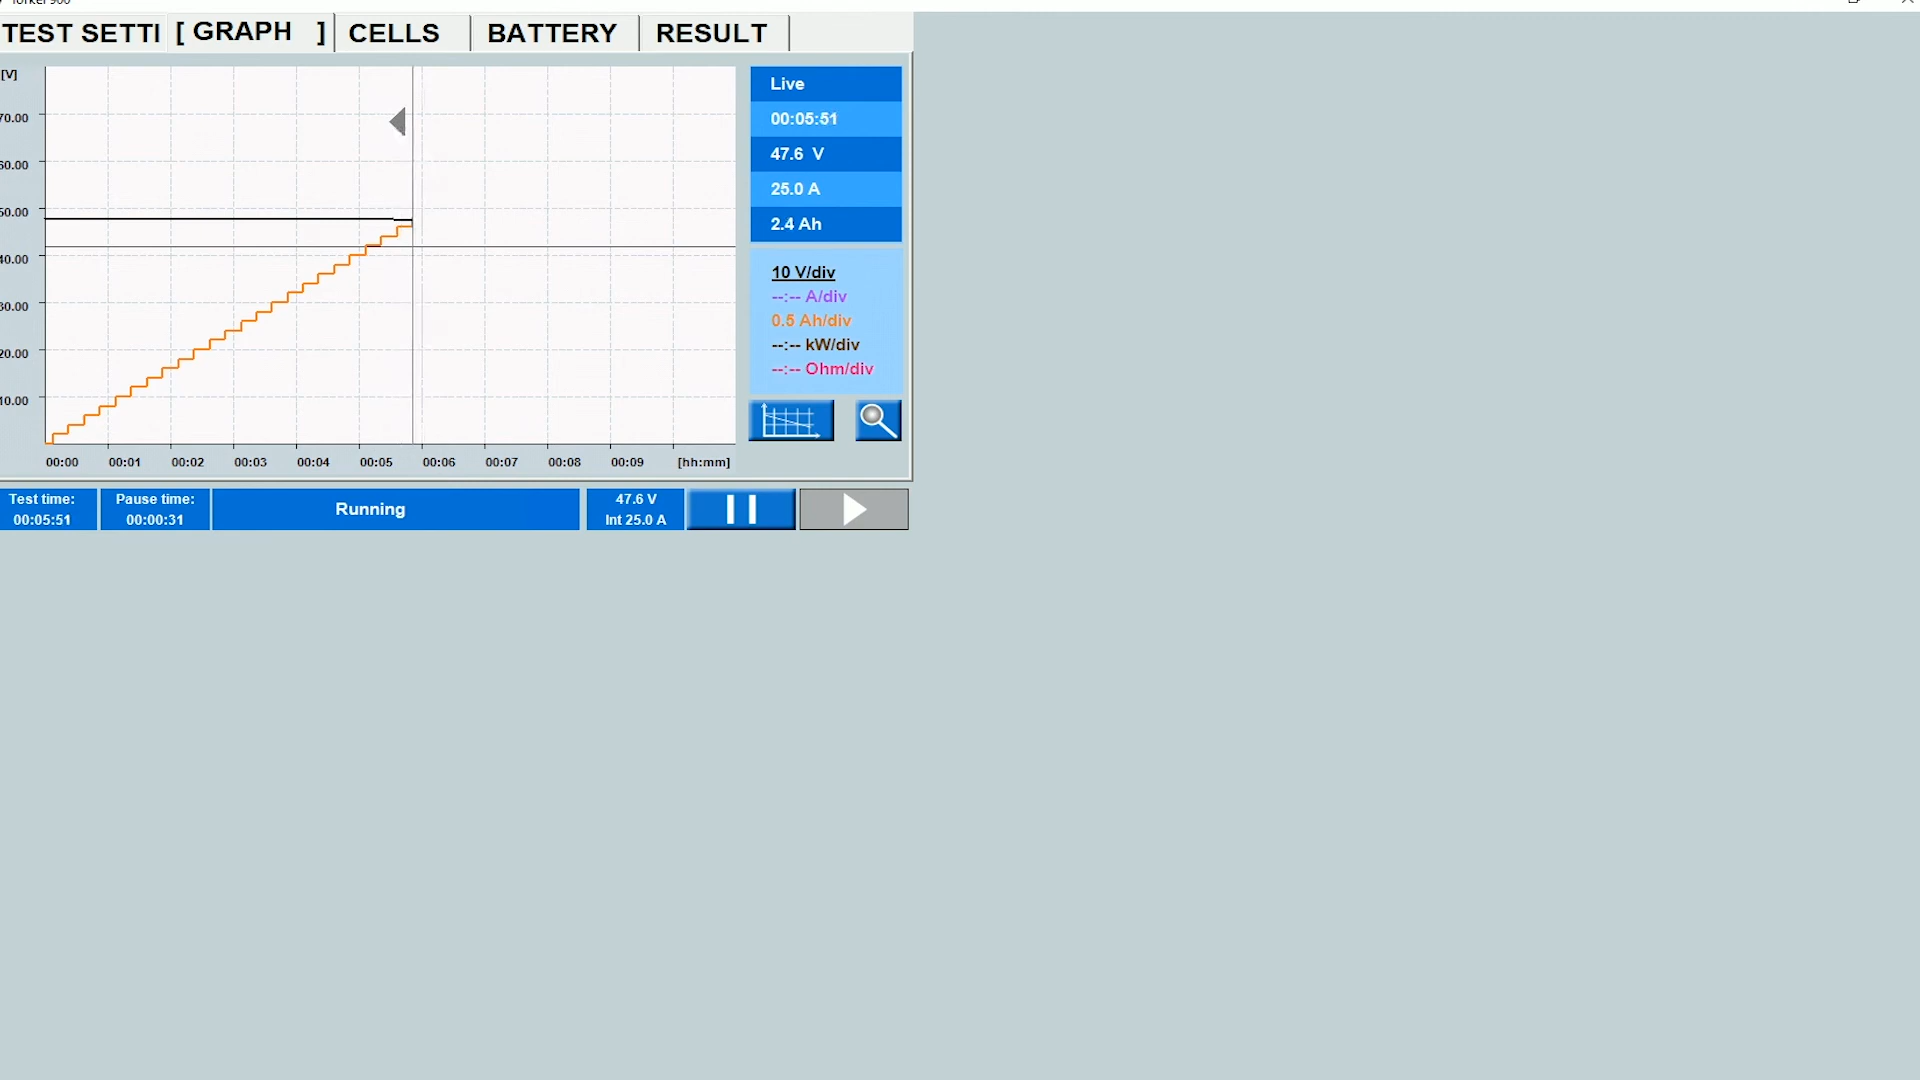 Torkel 900
TEST SETTI [ GRAPH ] CELLS BATTERY RESULT
[V]
70.00
60.00
50.00
40.00
30.00
20.00
10.00
00:00 00:01 00:02 00:03 00:04 00:05 00:06 00:07 00:08 00:09 [hh:mm]
Live
00:05:51
47.6 V
25.0 A
2.4 Ah
10 V/div
--:-- A/div
0.5 Ah/div
--:-- kW/div
--:-- Ohm/div
Test time:
00:05:51
Pause time:
00:00:31
Running
47.6 V
Int 25.0 A